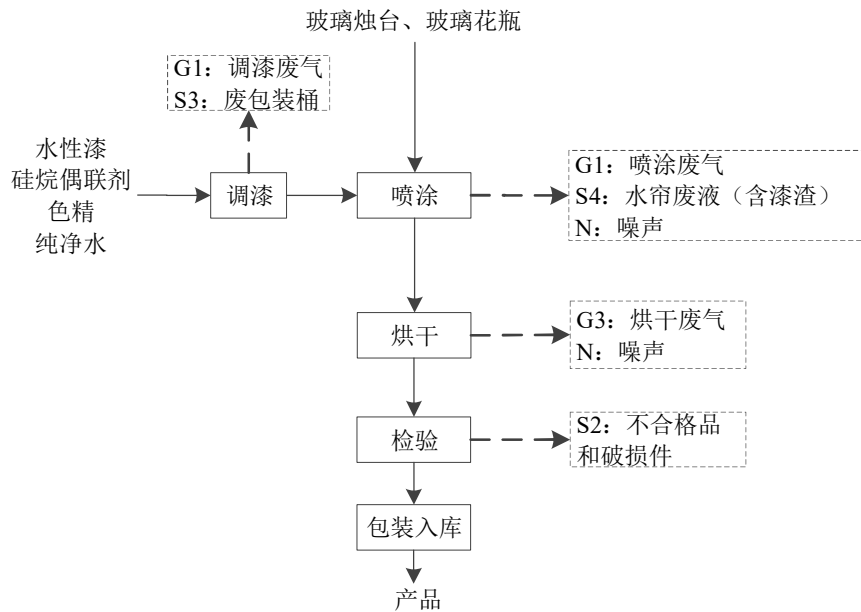 玻璃烛台、玻璃花瓶
G1：调漆废气
S3：废包装桶
水性漆
硅烷偶联剂
色精
纯净水
调漆
喷涂
G1：喷涂废气
S4：水帘废液（含漆渣）
N：噪声
烘干
G3：烘干废气
N：噪声
检验
S2：不合格品
和破损件
包装入库
产品